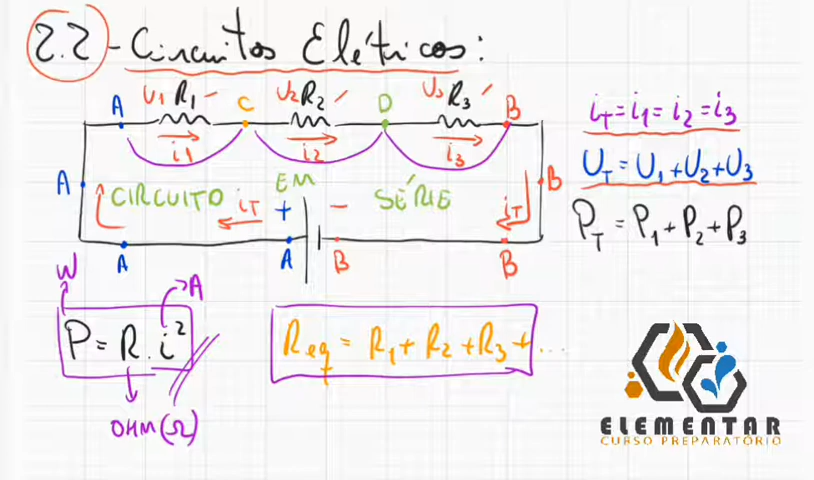 2.2 - Circuitos Elétricos:
A U₁ R₁ C U₂ R₂ D U₃ R₃ B
i₁ i₂ i₃
iT = i₁ = i₂ = i₃
A CIRCUITO EM SÉRIE B
UT = U₁ + U₂ + U₃
iT + - iT
A A B B
PT = P₁ + P₂ + P₃
W A
P = R . i²
Req = R₁ + R₂ + R₃ + ...
OHM (Ω)
ELEMENTAR
CURSO PREPARATÓRIO